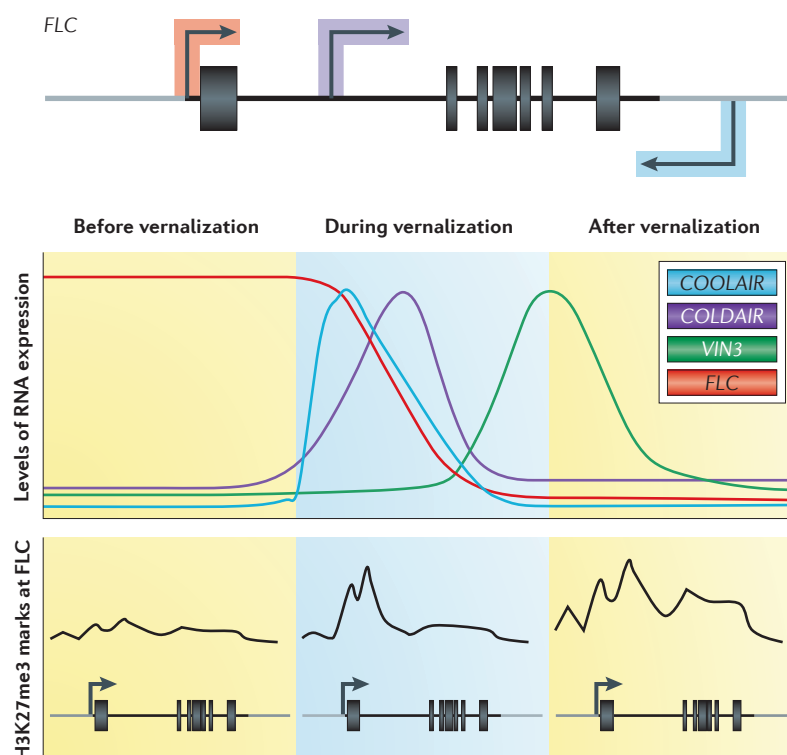 FLC
Before vernalization
During vernalization
After vernalization
Levels of RNA expression
COOLAIR
COLDAIR
VIN3
FLC
H3K27me3 marks at FLC